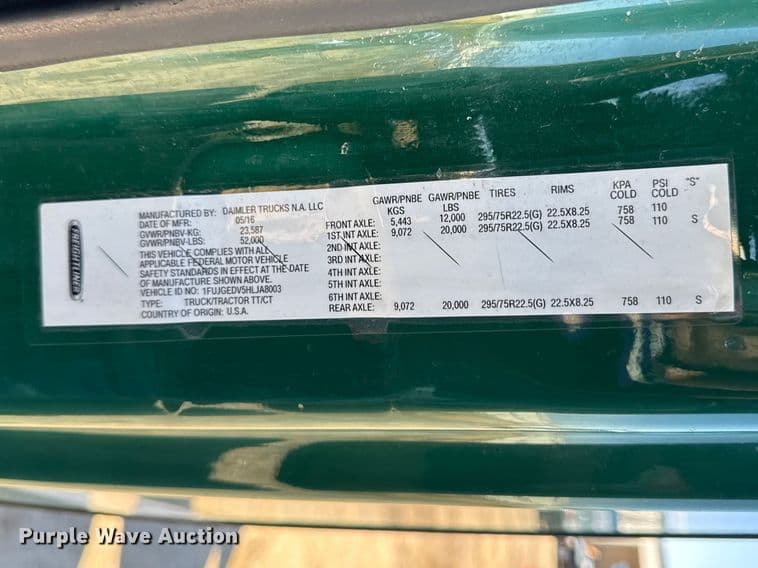 FREIGHTLINER
MANUFACTURED BY: DAIMLER TRUCKS N.A. LLC
DATE OF MFR: 05/16
GVWR/PNBV-KG: 23,587
GVWR/PNBV-LBS: 52,000
THIS VEHICLE COMPLIES WITH ALL
APPLICABLE FEDERAL MOTOR VEHICLE
SAFETY STANDARDS IN EFFECT AT THE DATE
OF MANUFACTURE SHOWN ABOVE.
VEHICLE ID NO.: 1FUJGEDV5HLJA8003
TYPE: TRUCK/TRACTOR TT/CT
COUNTRY OF ORIGIN: U.S.A.
GAWR/PNBE KGS GAWR/PNBE LBS TIRES RIMS KPA COLD PSI COLD "S"
FRONT AXLE: 5,443 12,000 295/75R22.5(G) 22.5X8.25 758 110
1ST INT AXLE: 9,072 20,000 295/75R22.5(G) 22.5X8.25 758 110 S
2ND INT AXLE:
3RD INT AXLE:
4TH INT AXLE:
5TH INT AXLE:
6TH INT AXLE:
REAR AXLE: 9,072 20,000 295/75R22.5(G) 22.5X8.25 758 110 S
Purple Wave Auction